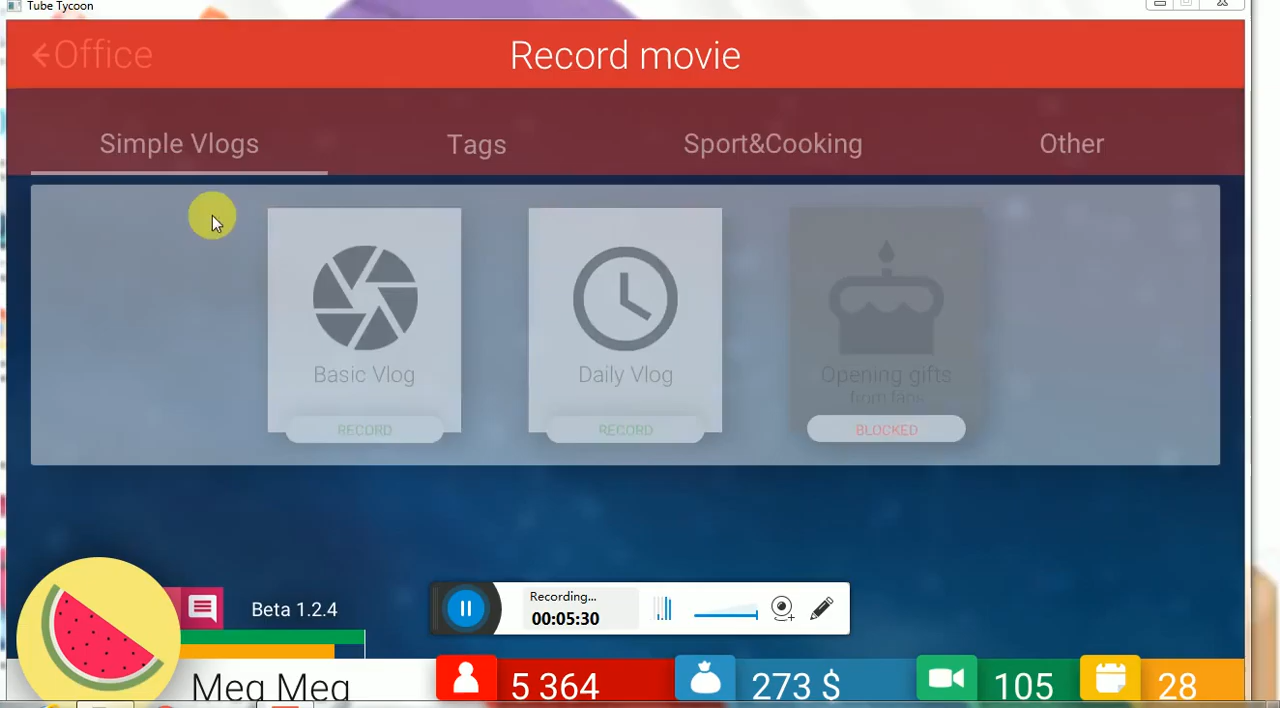 Tube Tycoon
Office
Record movie
Simple Vlogs
Tags
Sport&Cooking
Other
Basic Vlog
RECORD
Daily Vlog
RECORD
Opening gifts
from fans
BLOCKED
Beta 1.2.4
Recording...
00:05:30
Meg Meg
5 364
273 $
105
28